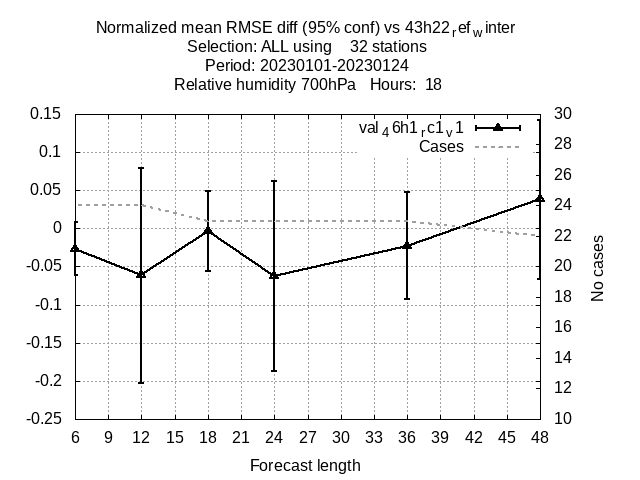 Normalized mean RMSE diff (95% conf) vs 43h22ref winter
Selection: ALL using 32 stations
Period: 20230101-20230124
Relative humidity 700hPa Hours: 18
val46h1rc1v1
Cases
0.15
0.1
0.05
0
-0.05
-0.1
-0.15
-0.2
-0.25
30
28
26
24
22
20
18
16
14
12
10
No cases
6 9 12 15 18 21 24 27 30 33 36 39 42 45 48
Forecast length